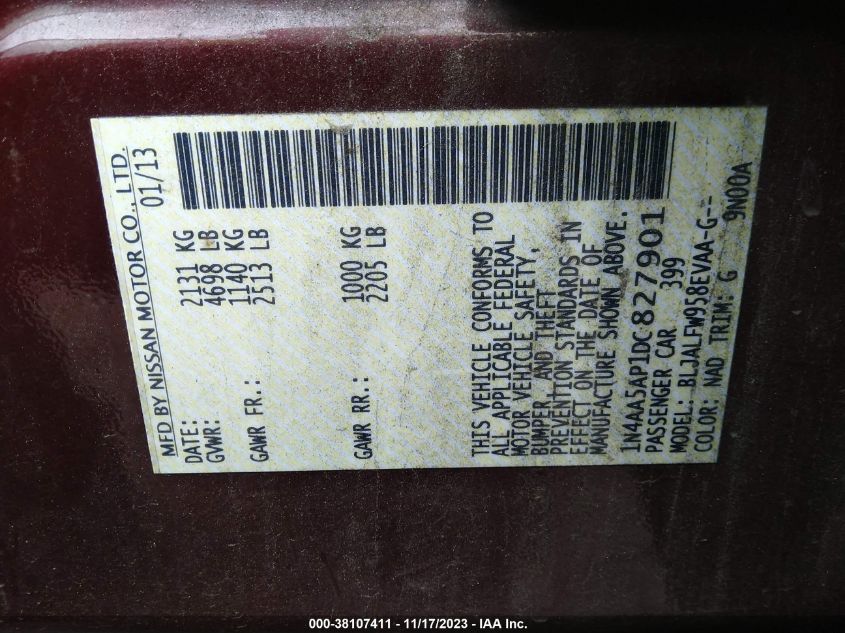 MFD BY NISSAN MOTOR CO., LTD.
DATE: 01/13
GVWR: 2131 KG
4698 LB
GAWR FR.: 1140 KG
2513 LB
GAWR RR.: 1000 KG
2205 LB
THIS VEHICLE CONFORMS TO
ALL APPLICABLE FEDERAL
MOTOR VEHICLE SAFETY,
BUMPER, AND THEFT
PREVENTION STANDARDS IN
EFFECT ON THE DATE OF
MANUFACTURE SHOWN ABOVE.
1N4AA5AP1DC827901
PASSENGER CAR 399
MODEL: BLJALFW958EVAA-G--
COLOR: NAD TRIM: G 9N00A
000-38107411 - 11/17/2023 - IAA Inc.